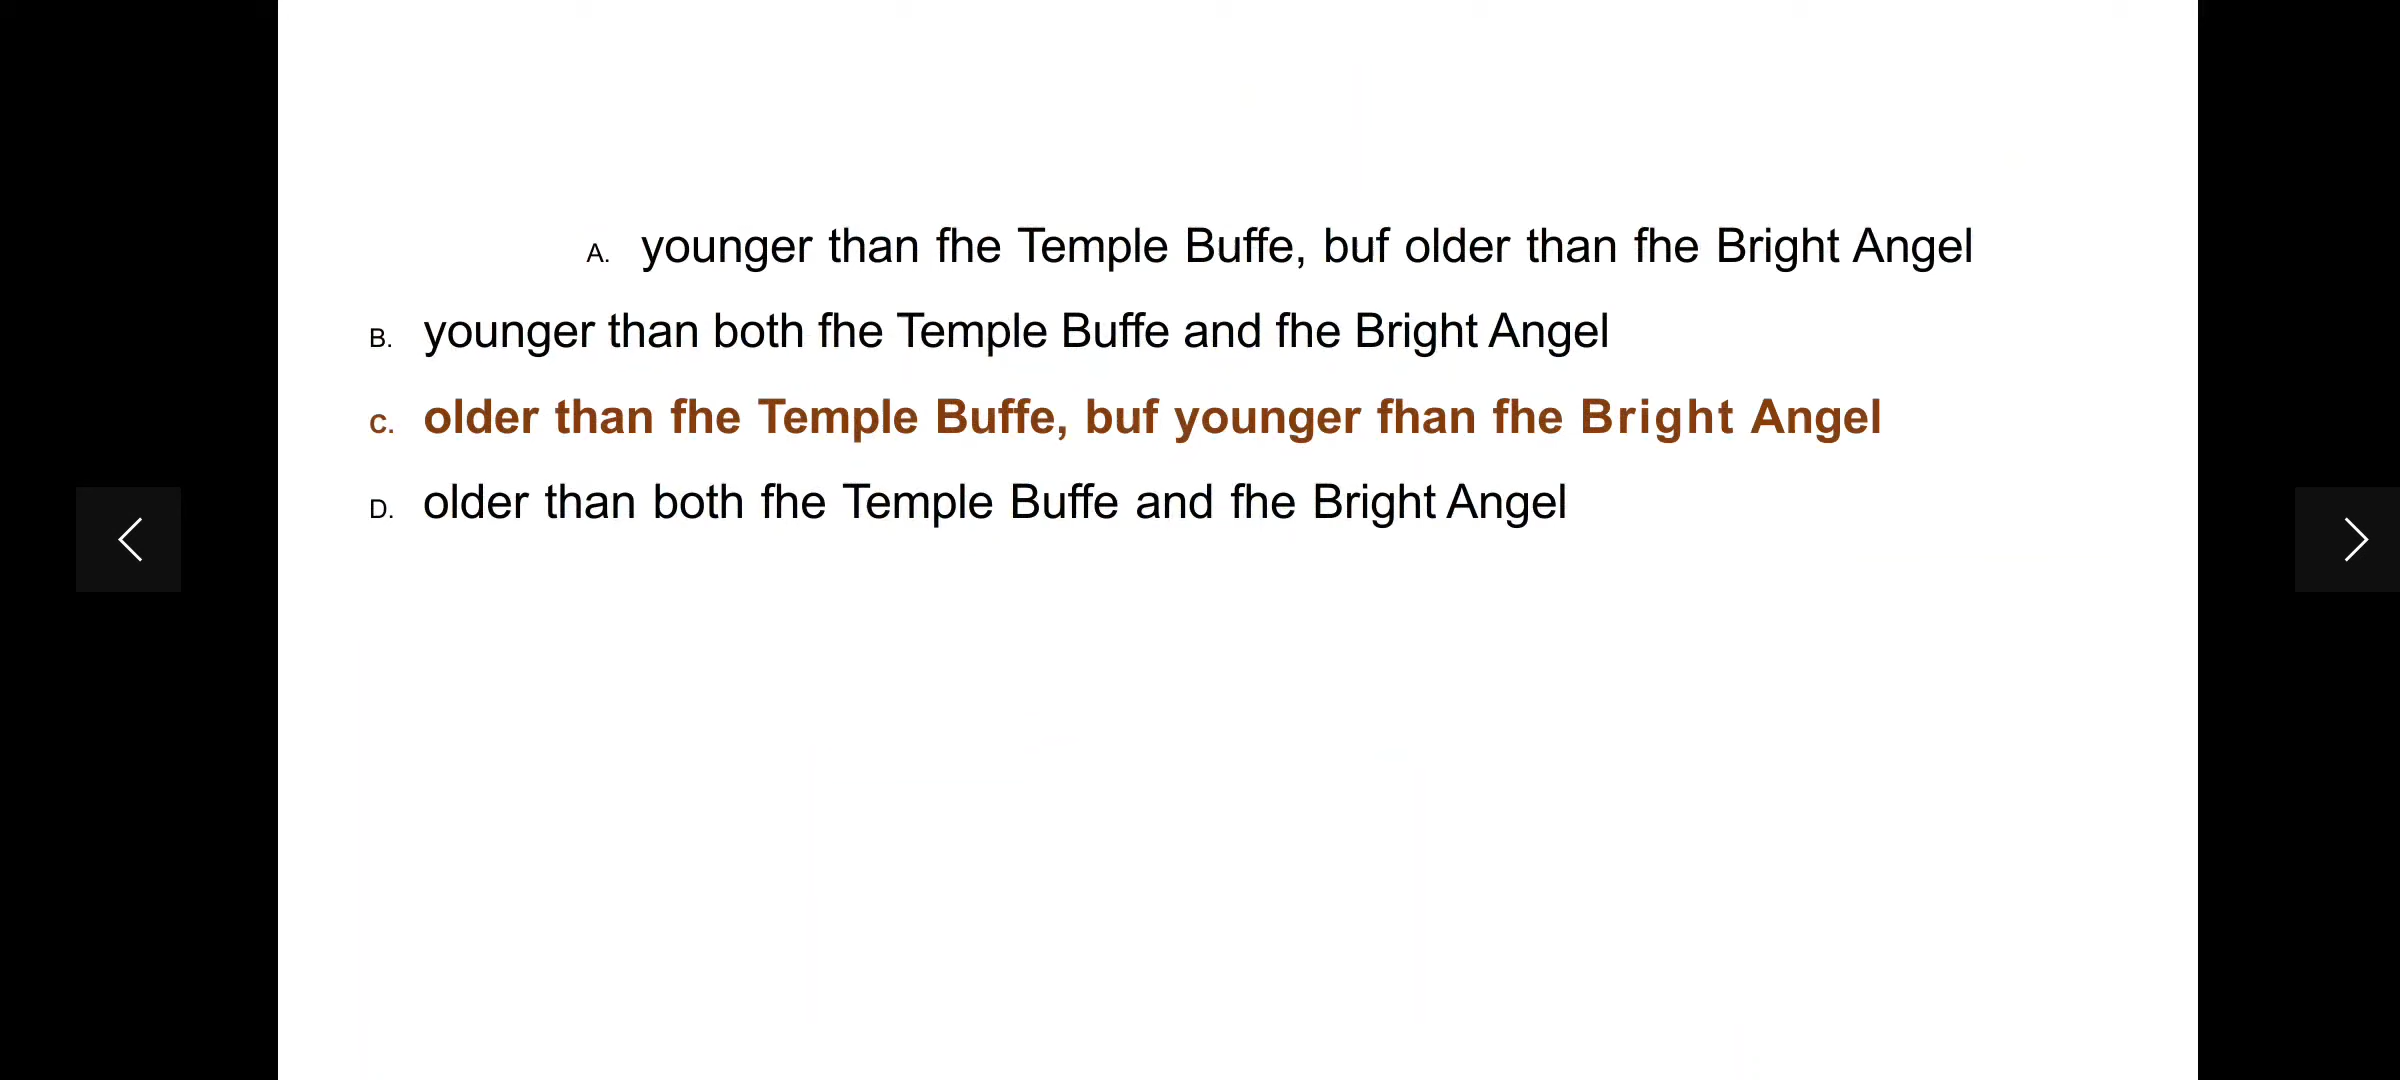 A. younger than fhe Temple Buffe, buf older than fhe Bright Angel
B. younger than both fhe Temple Buffe and fhe Bright Angel
C. older than fhe Temple Buffe, buf younger fhan fhe Bright Angel
D. older than both fhe Temple Buffe and fhe Bright Angel